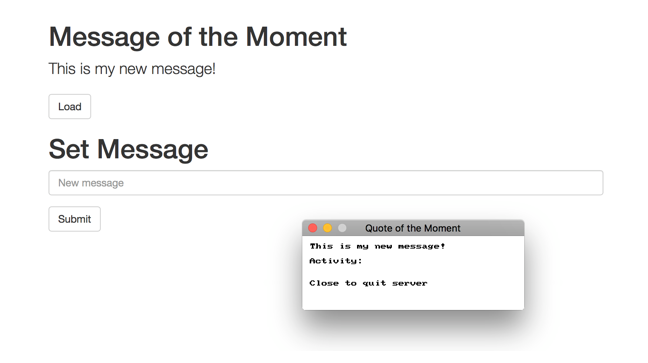 Message of the Moment
This is my new message!
Load
Set Message
New message
Submit
Quote of the Moment
This is my new message!
Activity:
Close to quit server